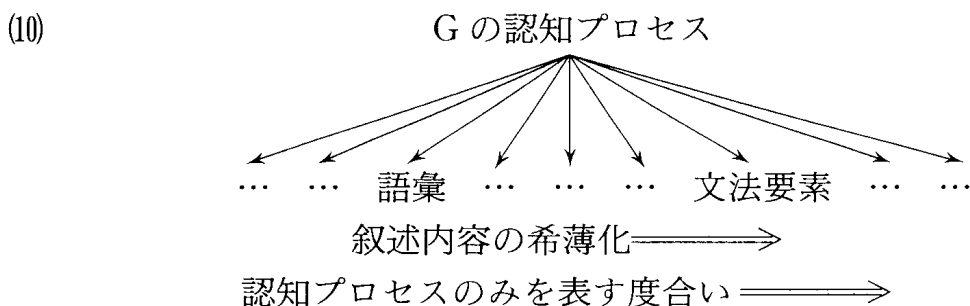 (10) Gの認知プロセス
… … 語彙 … … … 文法要素 … …
叙述内容の希薄化
認知プロセスのみを表す度合い